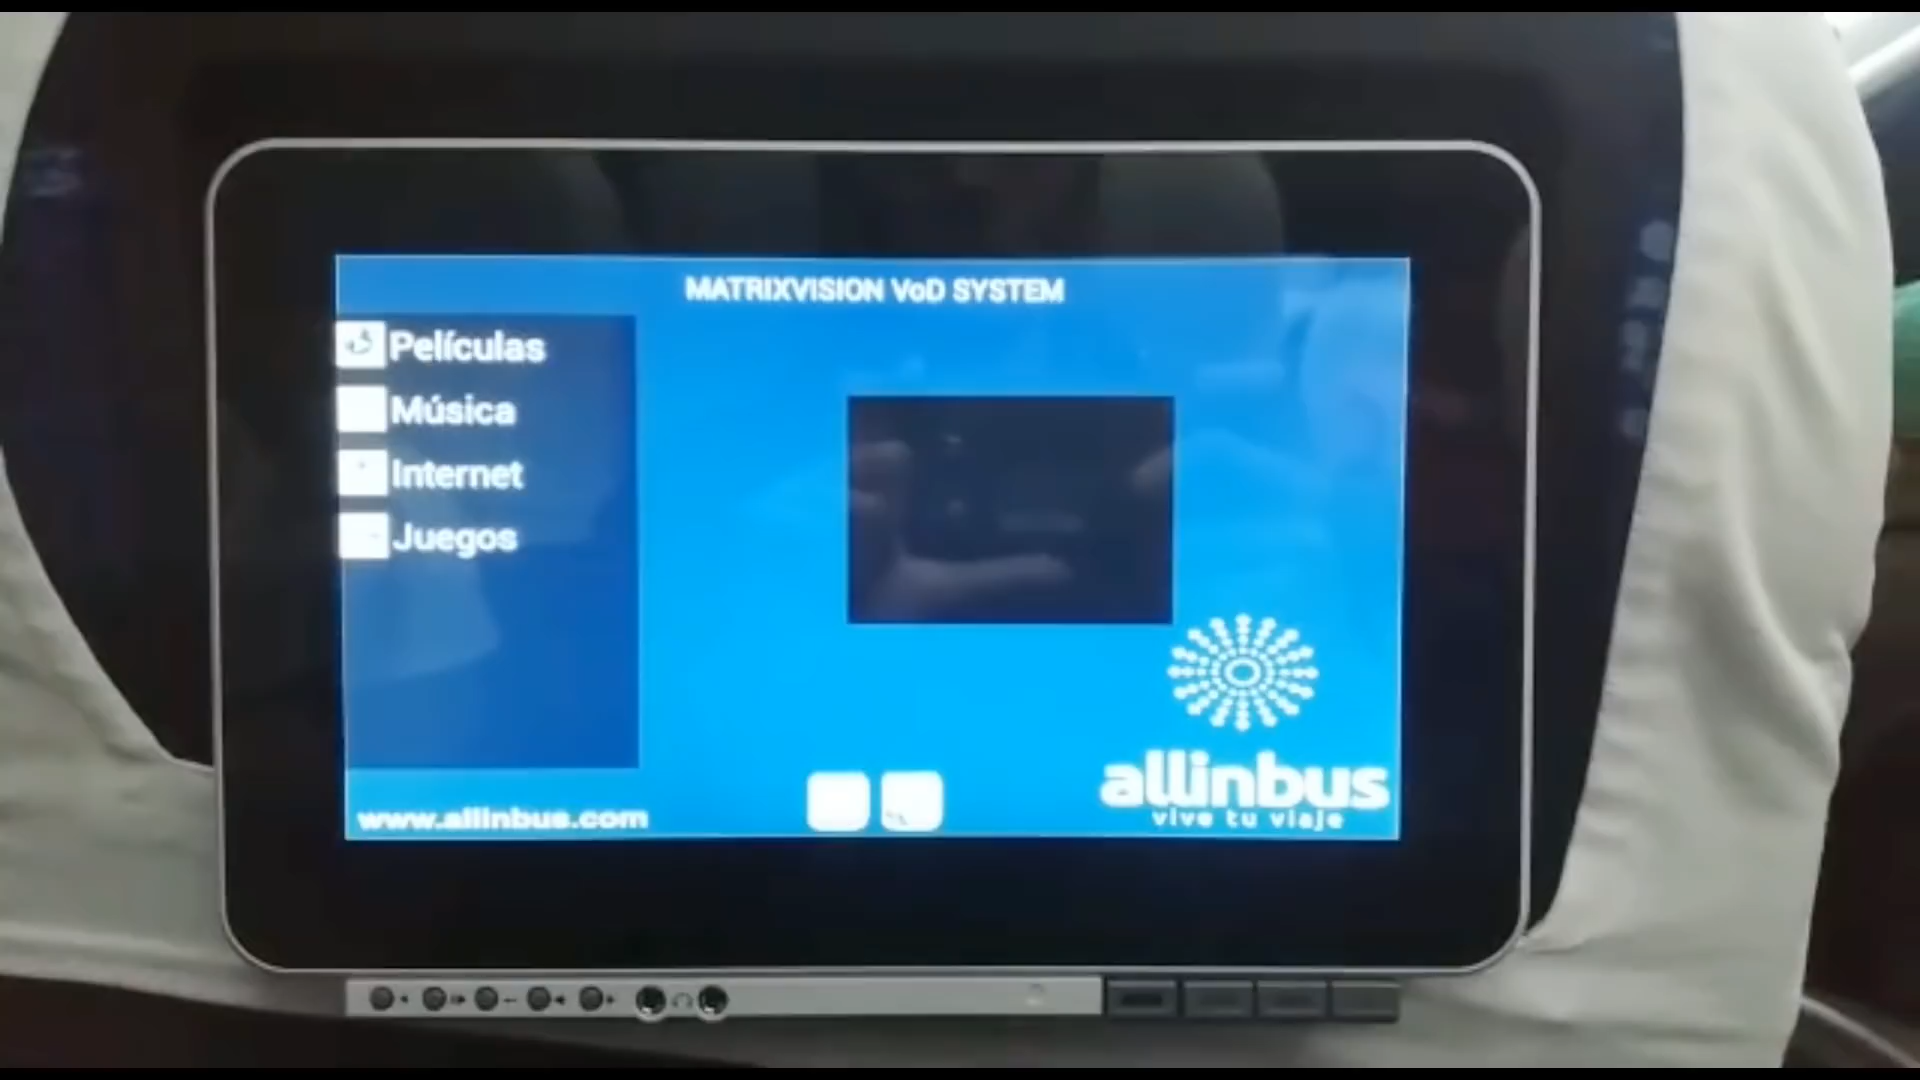 MATRIXVISION VoD SYSTEM
Películas
Música
Internet
Juegos
www.allinbus.com
allinbus
vive tu viaje